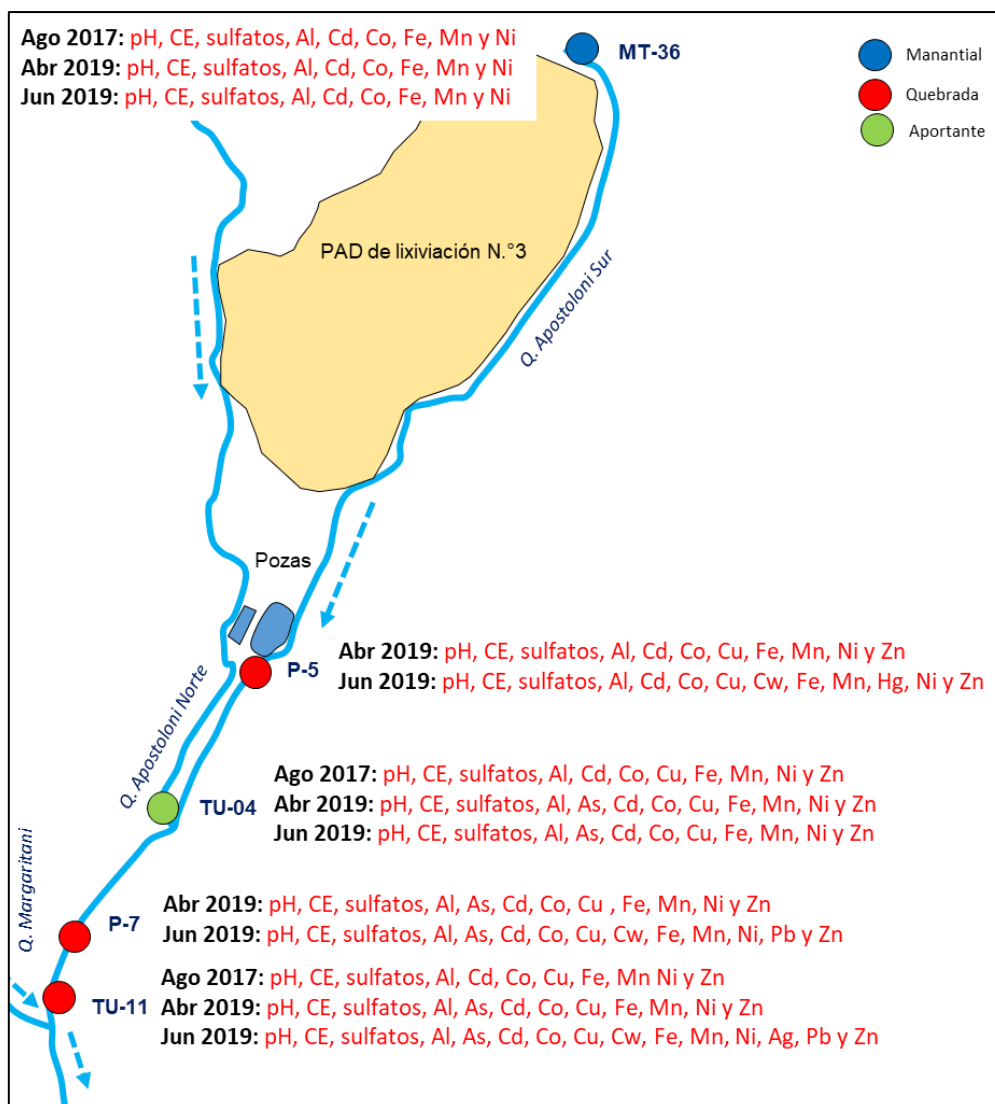 Ago 2017: pH, CE, sulfatos, Al, Cd, Co, Fe, Mn y Ni
Abr 2019: pH, CE, sulfatos, Al, Cd, Co, Fe, Mn y Ni
Jun 2019: pH, CE, sulfatos, Al, Cd, Co, Fe, Mn y Ni
MT-36
Manantial
Quebrada
Aportante
PAD de lixiviación N.°3
Q. Apostoloni Sur
Pozas
P-5
Abr 2019: pH, CE, sulfatos, Al, Cd, Co, Cu, Fe, Mn, Ni y Zn
Jun 2019: pH, CE, sulfatos, Al, Cd, Co, Cu, Cw, Fe, Mn, Hg, Ni y Zn
Q. Apostoloni Norte
TU-04
Ago 2017: pH, CE, sulfatos, Al, Cd, Co, Cu, Fe, Mn, Ni y Zn
Abr 2019: pH, CE, sulfatos, Al, As, Cd, Co, Cu, Fe, Mn, Ni y Zn
Jun 2019: pH, CE, sulfatos, Al, As, Cd, Co, Cu, Fe, Mn, Ni y Zn
Q. Margaritani
P-7
Abr 2019: pH, CE, sulfatos, Al, As, Cd, Co, Cu , Fe, Mn, Ni y Zn
Jun 2019: pH, CE, sulfatos, Al, As, Cd, Co, Cu, Cw, Fe, Mn, Ni, Pb y Zn
TU-11
Ago 2017: pH, CE, sulfatos, Al, Cd, Co, Cu, Fe, Mn Ni y Zn
Abr 2019: pH, CE, sulfatos, Al, As, Cd, Co, Cu, Fe, Mn, Ni y Zn
Jun 2019: pH, CE, sulfatos, Al, As, Cd, Co, Cu, Cw, Fe, Mn, Ni, Ag, Pb y Zn